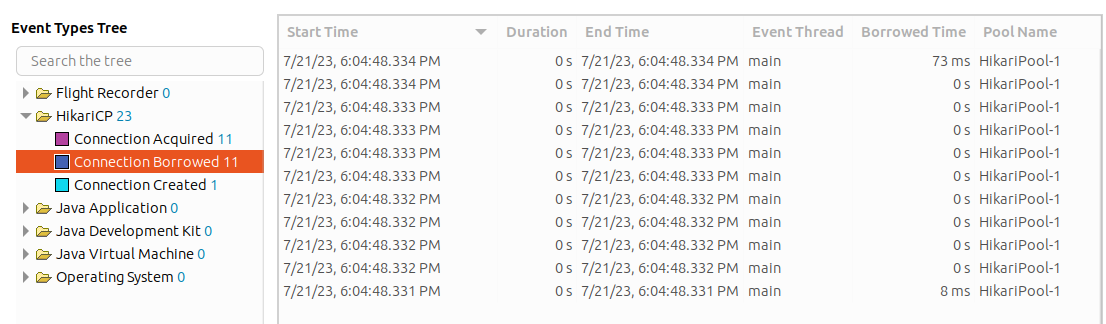 Event Types Tree
Search the tree
Flight Recorder 0
HikariCP 23
Connection Acquired 11
Connection Borrowed 11
Connection Created 1
Java Application 0
Java Development Kit 0
Java Virtual Machine 0
Operating System 0
Start Time Duration End Time Event Thread Borrowed Time Pool Name
7/21/23, 6:04:48.334 PM 0 s 7/21/23, 6:04:48.334 PM main 73 ms HikariPool-1
7/21/23, 6:04:48.334 PM 0 s 7/21/23, 6:04:48.334 PM main 0 s HikariPool-1
7/21/23, 6:04:48.333 PM 0 s 7/21/23, 6:04:48.333 PM main 0 s HikariPool-1
7/21/23, 6:04:48.333 PM 0 s 7/21/23, 6:04:48.333 PM main 0 s HikariPool-1
7/21/23, 6:04:48.333 PM 0 s 7/21/23, 6:04:48.333 PM main 0 s HikariPool-1
7/21/23, 6:04:48.333 PM 0 s 7/21/23, 6:04:48.333 PM main 0 s HikariPool-1
7/21/23, 6:04:48.332 PM 0 s 7/21/23, 6:04:48.332 PM main 0 s HikariPool-1
7/21/23, 6:04:48.332 PM 0 s 7/21/23, 6:04:48.332 PM main 0 s HikariPool-1
7/21/23, 6:04:48.332 PM 0 s 7/21/23, 6:04:48.332 PM main 0 s HikariPool-1
7/21/23, 6:04:48.332 PM 0 s 7/21/23, 6:04:48.332 PM main 0 s HikariPool-1
7/21/23, 6:04:48.331 PM 0 s 7/21/23, 6:04:48.331 PM main 8 ms HikariPool-1